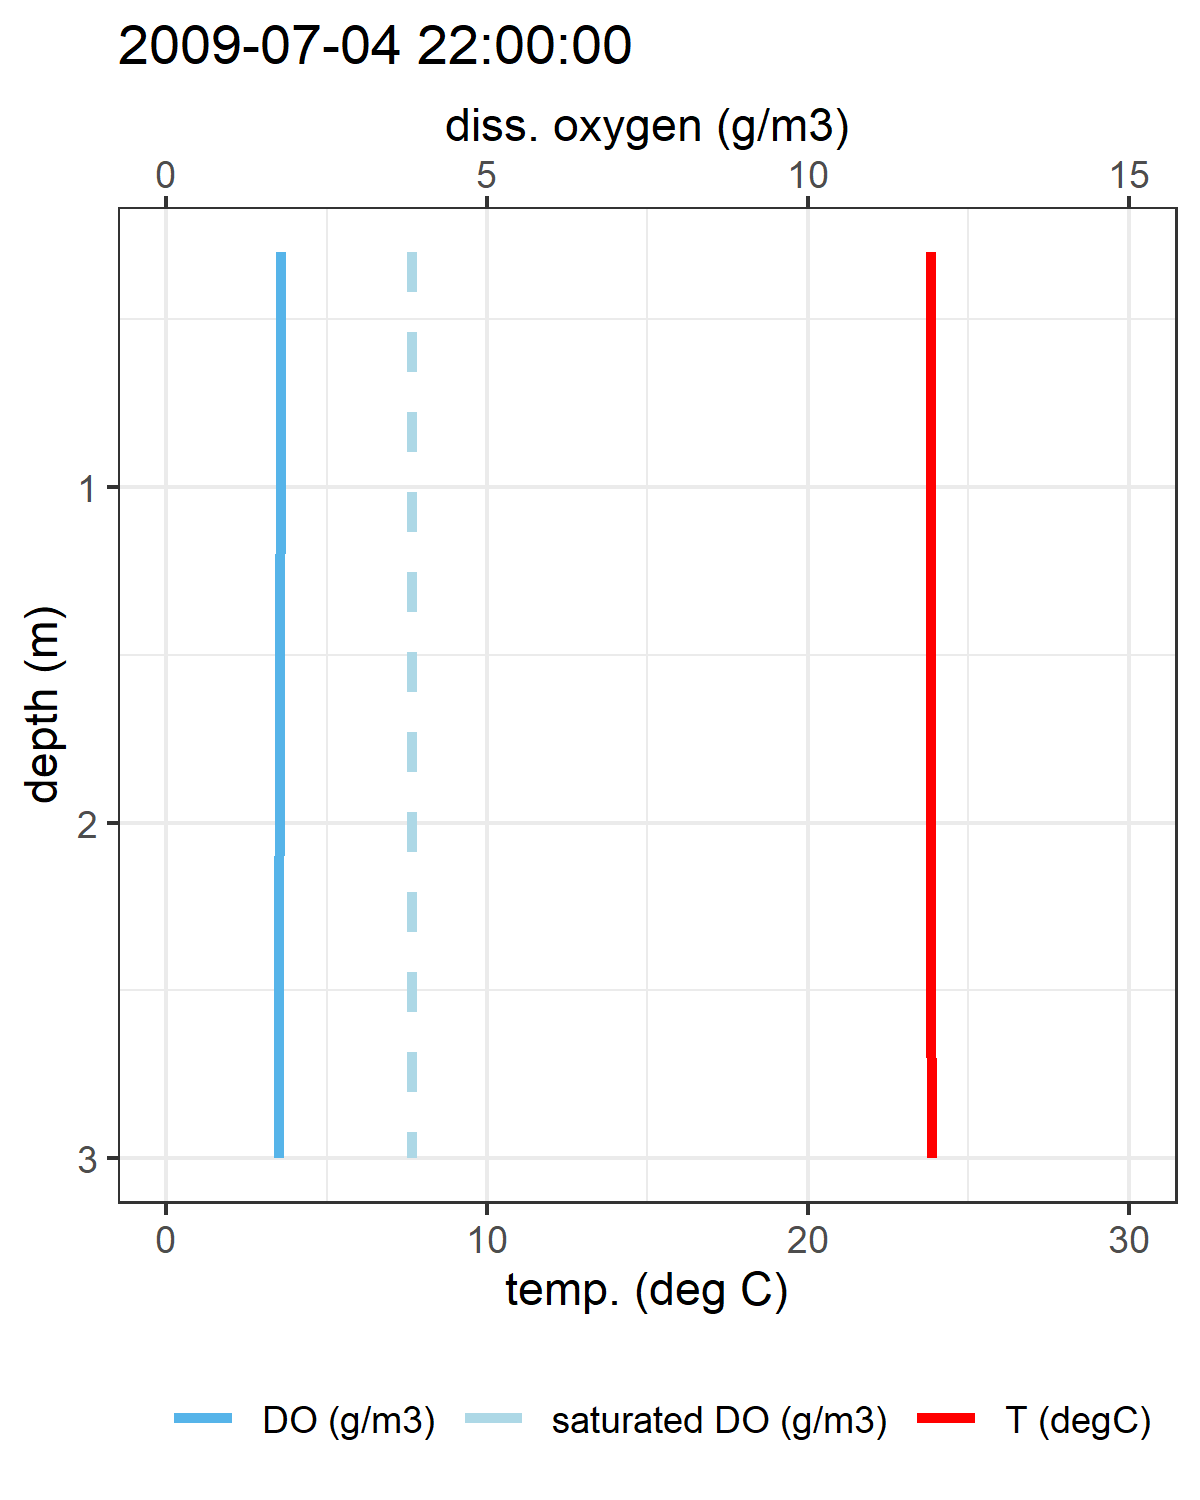 2009-07-04 22:00:00
diss. oxygen (g/m3)
0 5 10 15
1
2
3
depth (m)
0 10 20 30
temp. (deg C)
DO (g/m3) saturated DO (g/m3) T (degC)